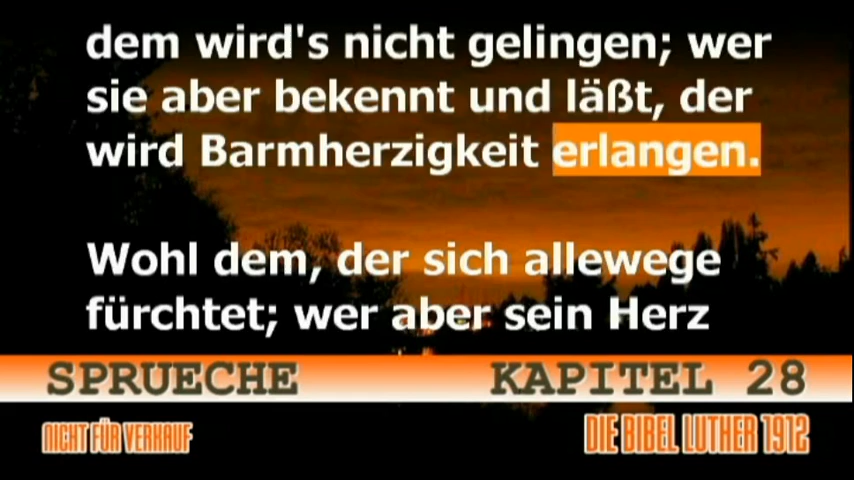 dem wird's nicht gelingen; wer
sie aber bekennt und läßt, der
wird Barmherzigkeit erlangen.
Wohl dem, der sich allewege
fürchtet; wer aber sein Herz
SPRUECHE KAPITEL 28
NICHT FÜR VERKAUF DIE BIBEL LUTHER 1912